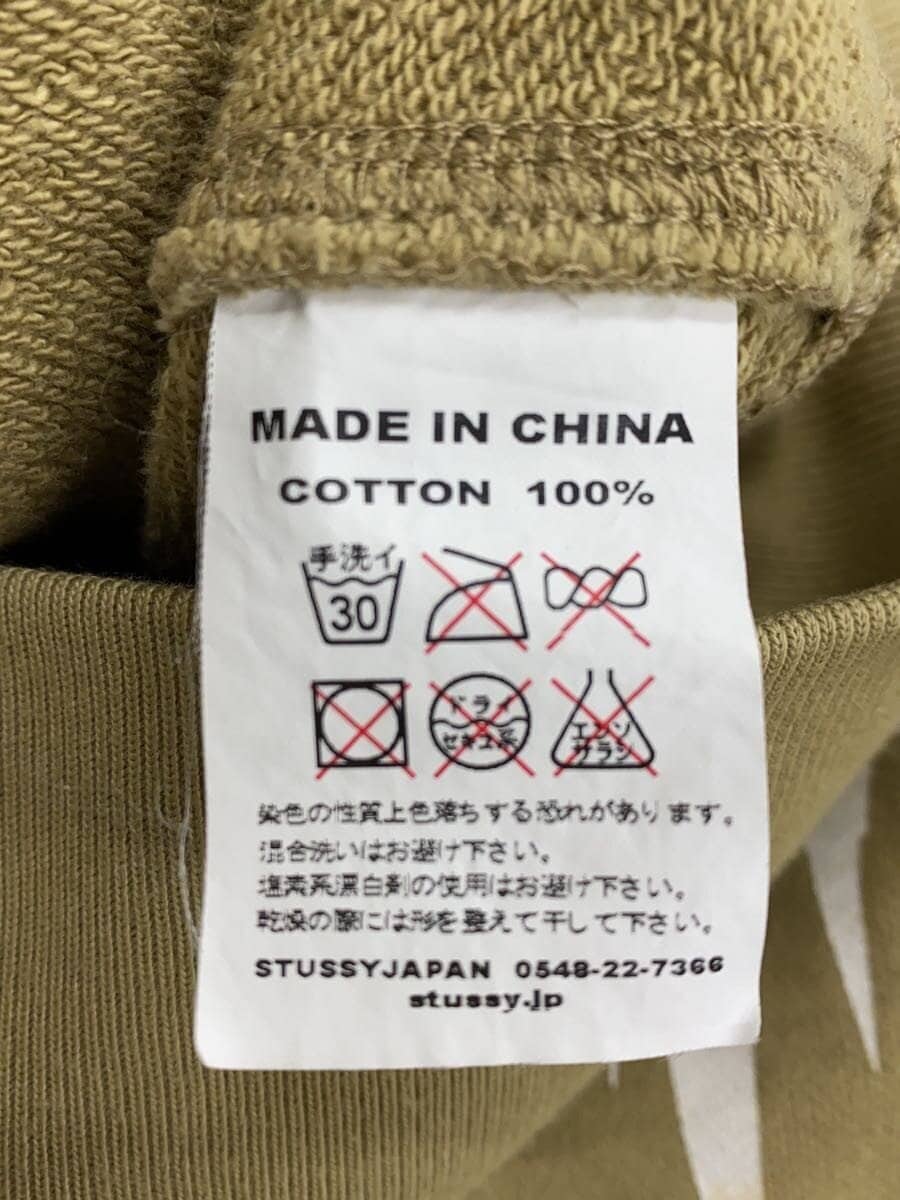 MADE IN CHINA
COTTON 100%
手洗イ
30
ドライ
セキユ系
エンソ
サラシ
染色の性質上色落ちする恐れがあります。
混合洗いはお避け下さい。
塩素系漂白剤の使用はお避け下さい。
乾燥の際には形を整えて干して下さい。
STUSSYJAPAN 0548-22-7366
stussy.jp